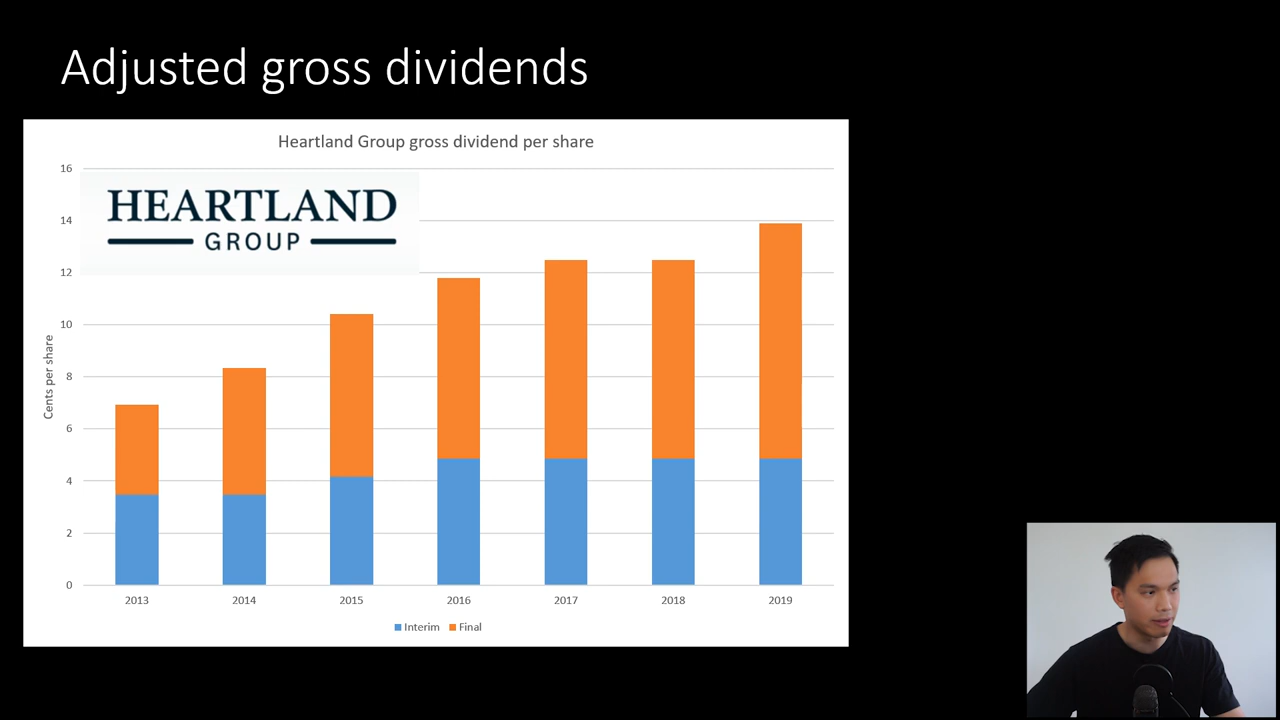 Adjusted gross dividends
Heartland Group gross dividend per share
HEARTLAND
GROUP
Cents per share
16
14
12
10
8
6
4
2
0
2013 2014 2015 2016 2017 2018 2019
Interim Final